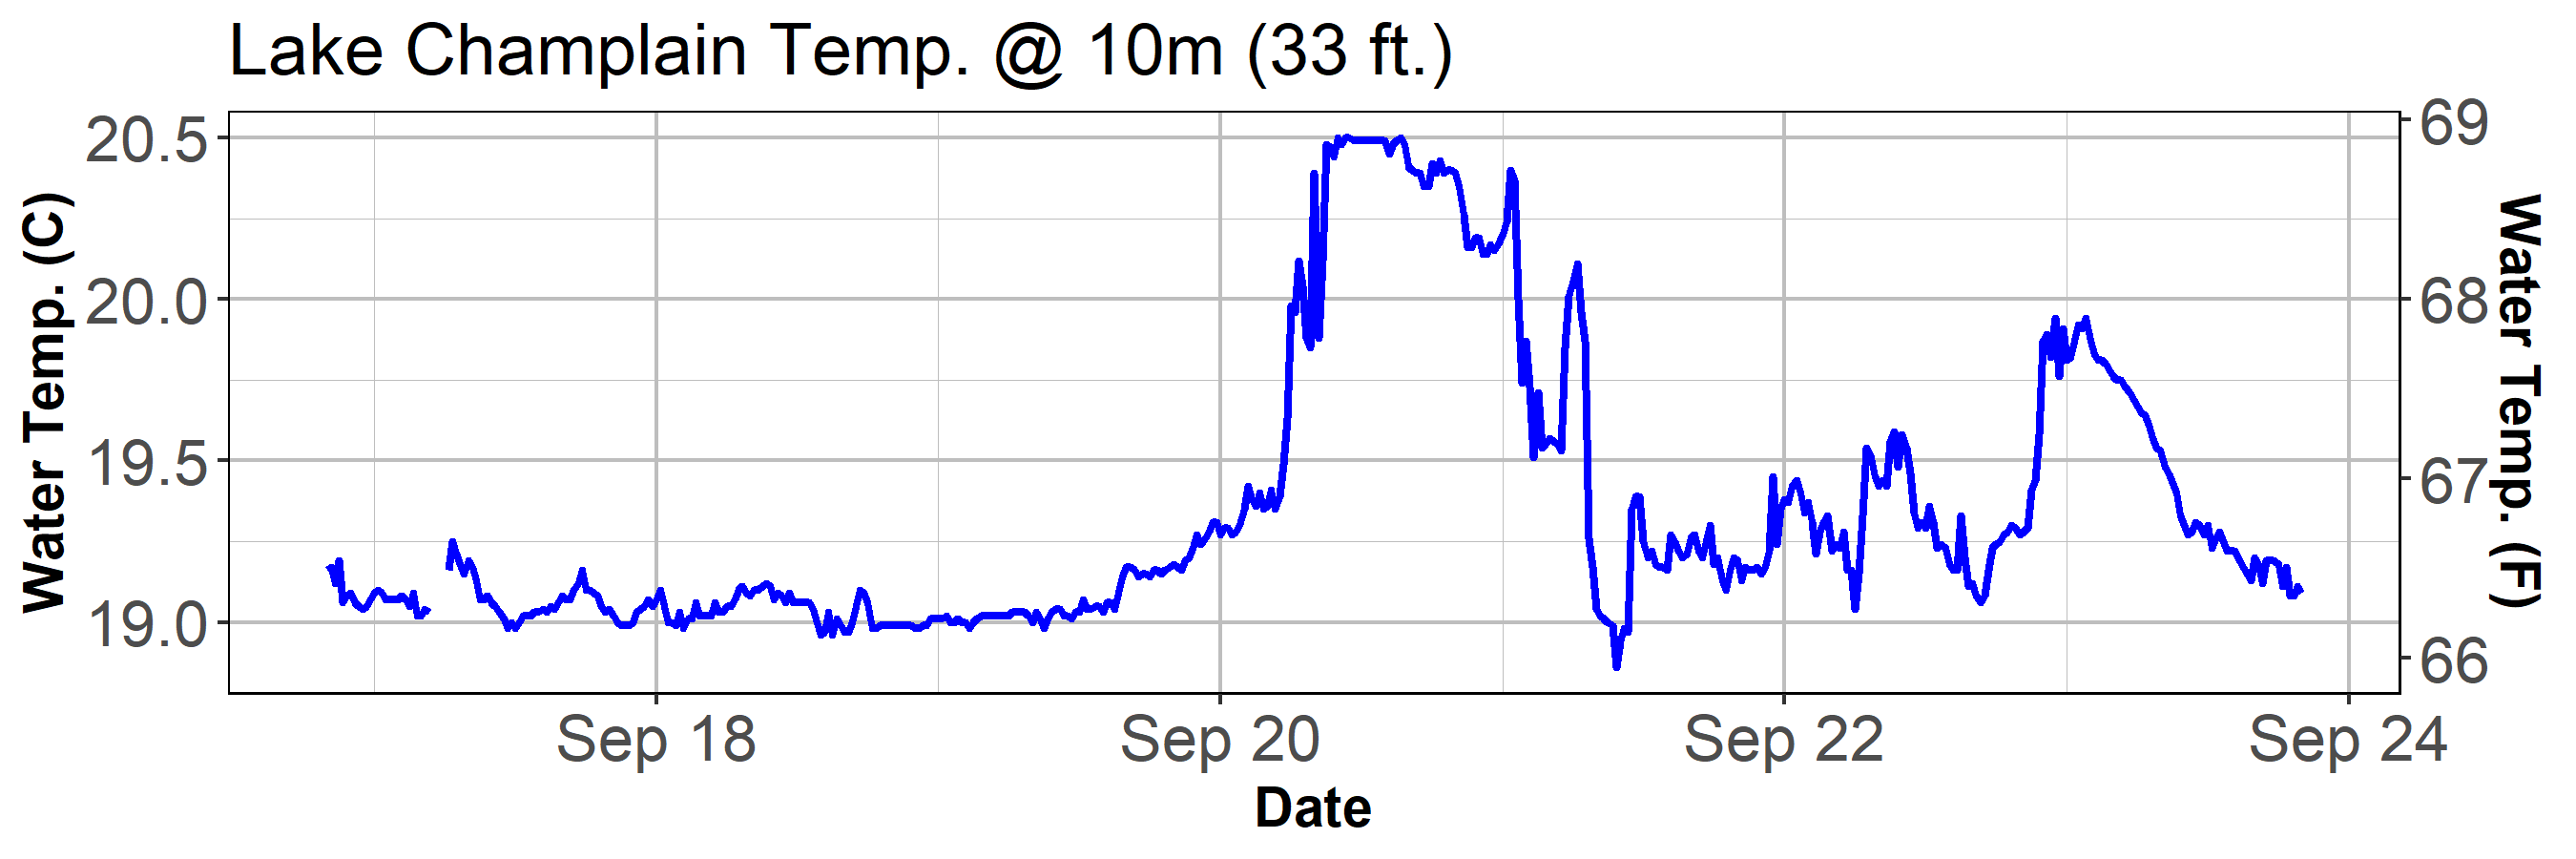 Lake Champlain Temp. @ 10m (33 ft.)
Water Temp. (C)
20.5
20.0
19.5
19.0
69
68
67
66
Water Temp. (F)
Sep 18 Sep 20 Sep 22 Sep 24
Date